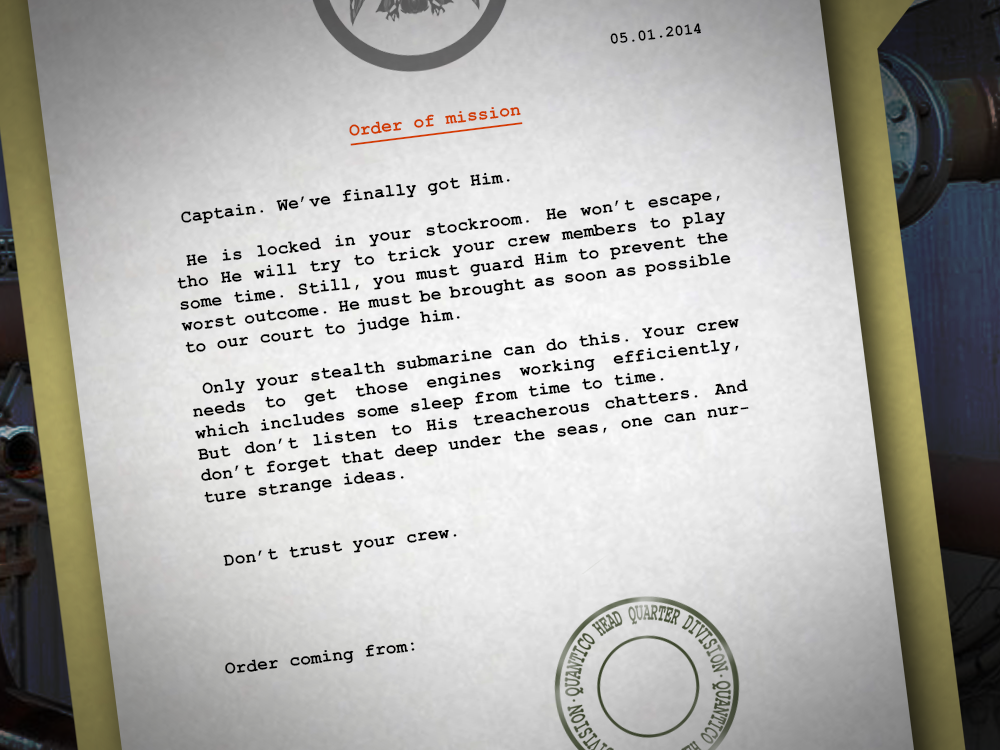 05.01.2014
Order of mission
Captain. We've finally got Him.
He is locked in your stockroom. He won't escape,
tho He will try to trick your crew members to play
some time. Still, you must guard Him to prevent the
worst outcome. He must be brought as soon as possible
to our court to judge him.
Only your stealth submarine can do this. Your crew
needs to get those engines working efficiently,
which includes some sleep from time to time.
But don't listen to His treacherous chatters. And
don't forget that deep under the seas, one can nur-
ture strange ideas.
Don't trust your crew.
Order coming from:
QUANTICO HEAD QUARTER DIVISION · QUANTICO
DIVISION ·